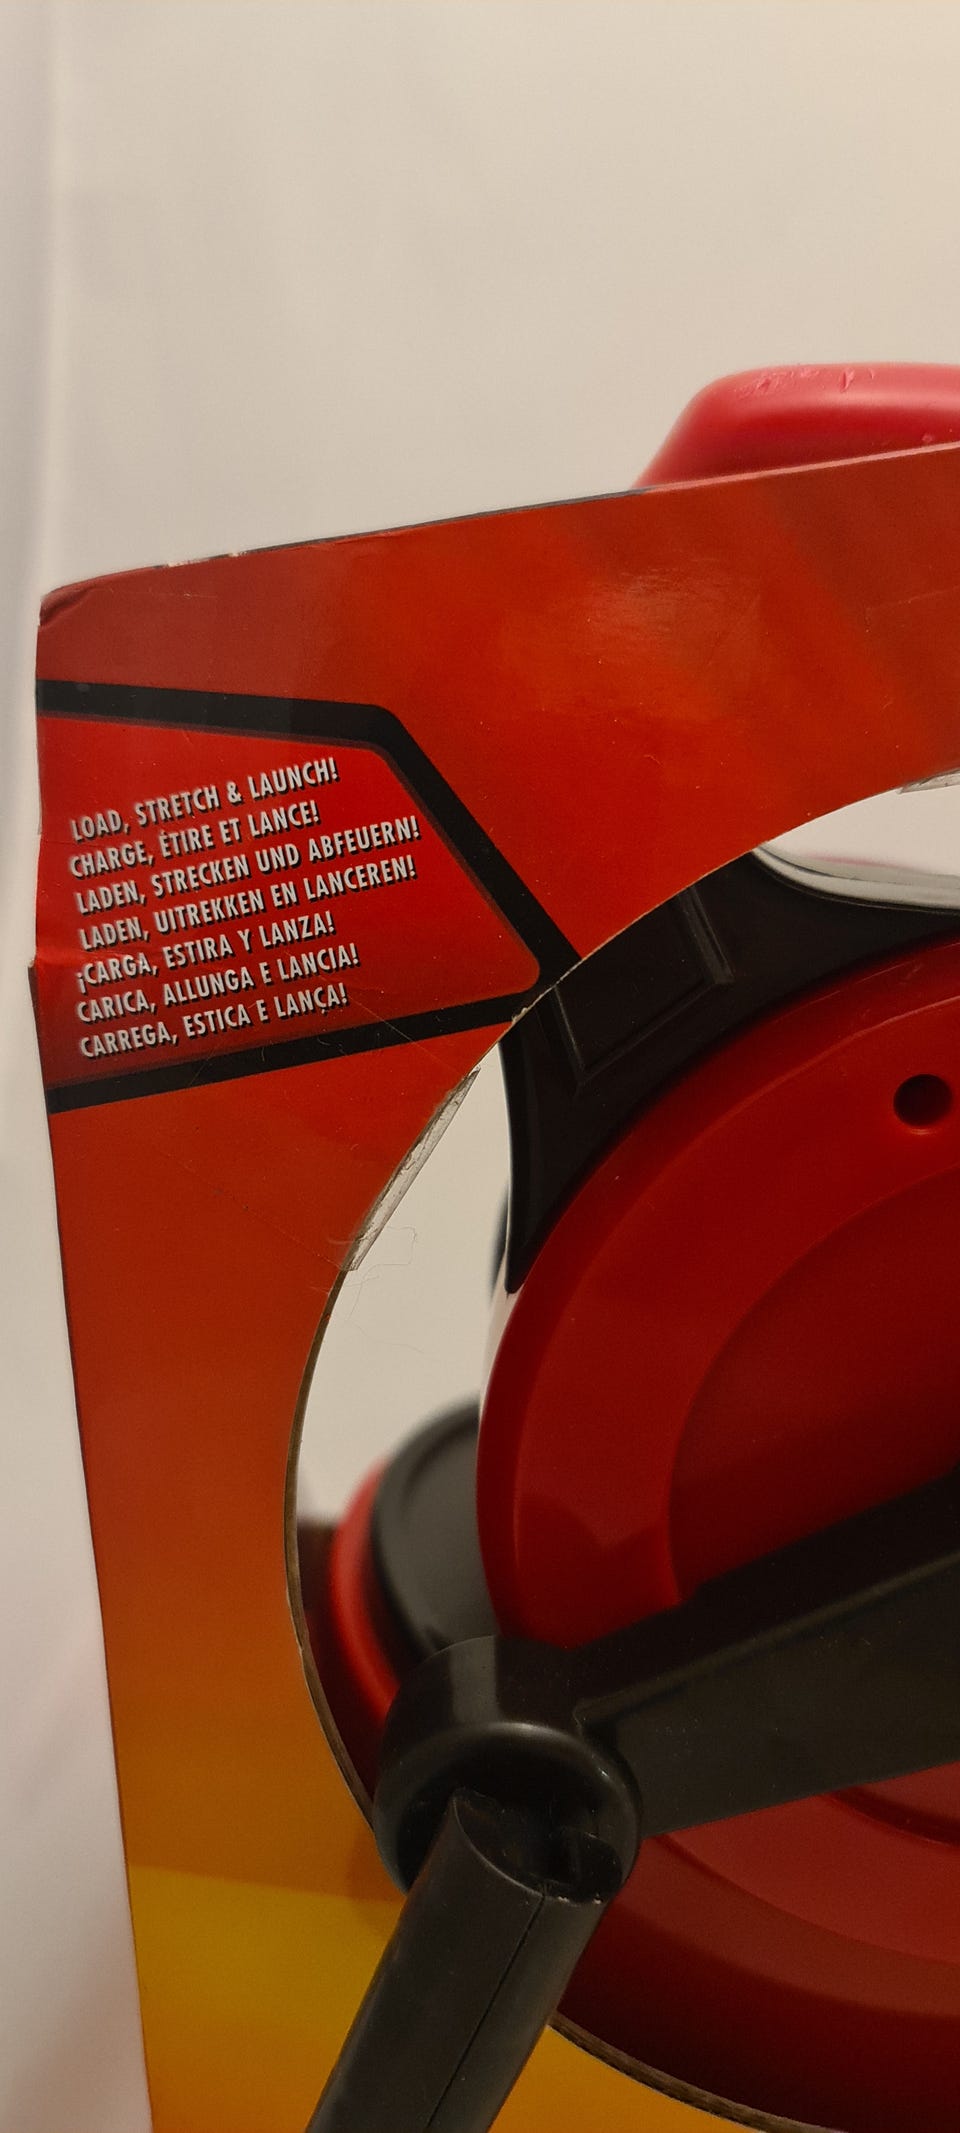 LOAD, STRETCH & LAUNCH!
CHARGE, ÉTIRE ET LANCE!
LADEN, STRECKEN UND ABFEUERN!
LADEN, UITREKKEN EN LANCEREN!
¡CARGA, ESTIRA Y LANZA!
CARICA, ALLUNGA E LANCIA!
CARREGA, ESTICA E LANÇA!